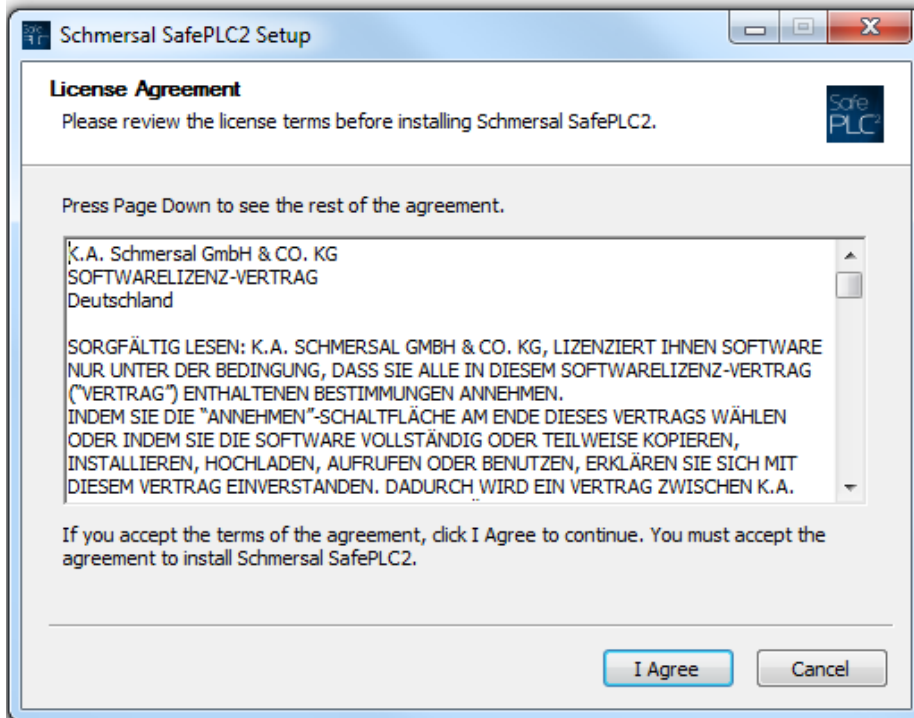 Schmersal SafePLC2 Setup
License Agreement
Please review the license terms before installing Schmersal SafePLC2.
Safe
PLC²
Press Page Down to see the rest of the agreement.
K.A. Schmersal GmbH & CO. KG
SOFTWARELIZENZ-VERTRAG
Deutschland
SORGFÄLTIG LESEN: K.A. SCHMERSAL GMBH & CO. KG, LIZENZIERT IHNEN SOFTWARE
NUR UNTER DER BEDINGUNG, DASS SIE ALLE IN DIESEM SOFTWARELIZENZ-VERTRAG
("VERTRAG") ENTHALTENEN BESTIMMUNGEN ANNEHMEN.
INDEM SIE DIE "ANNEHMEN"-SCHALTFLÄCHE AM ENDE DIESES VERTRAGS WÄHLEN
ODER INDEM SIE DIE SOFTWARE VOLLSTÄNDIG ODER TEILWEISE KOPIEREN,
INSTALLIEREN, HOCHLADEN, AUFRUFEN ODER BENUTZEN, ERKLÄREN SIE SICH MIT
DIESEM VERTRAG EINVERSTANDEN. DADURCH WIRD EIN VERTRAG ZWISCHEN K.A.
If you accept the terms of the agreement, click I Agree to continue. You must accept the
agreement to install Schmersal SafePLC2.
I Agree
Cancel